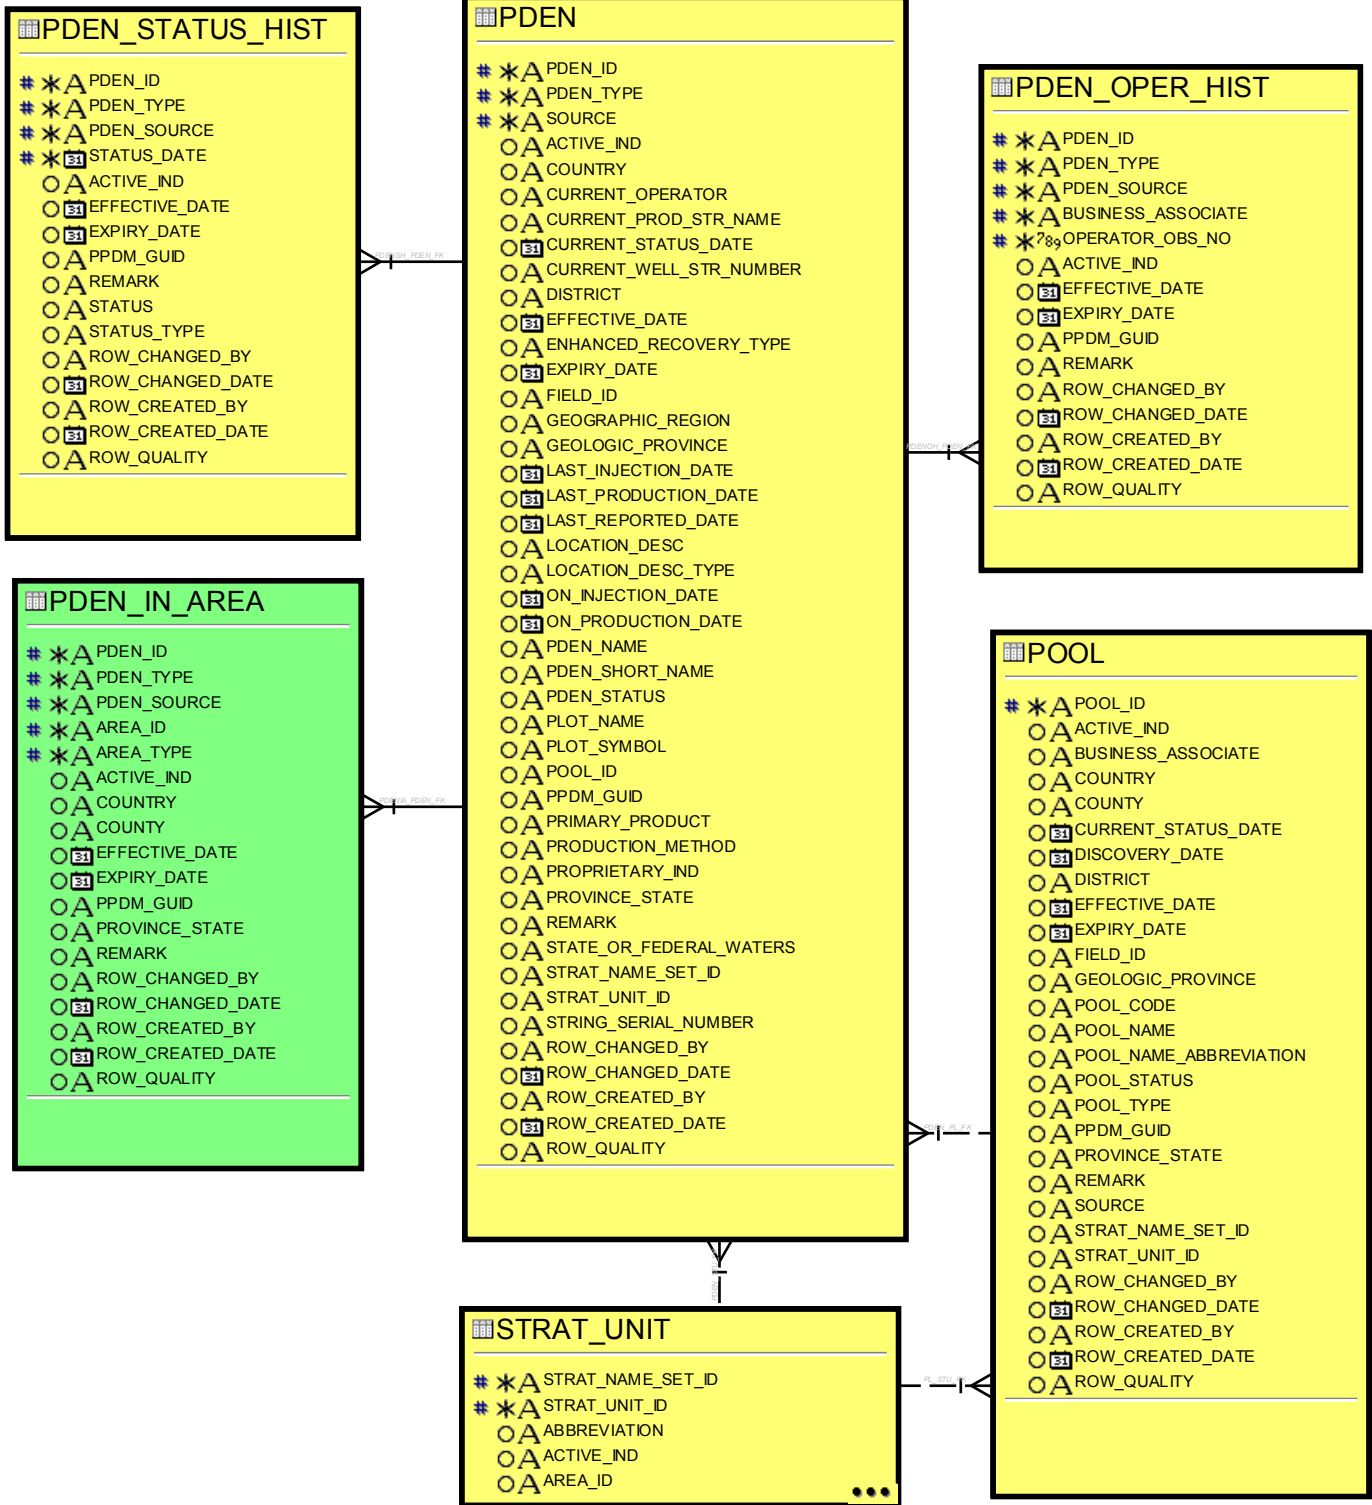 PDEN_STATUS_HIST
PDEN_ID
PDEN_TYPE
PDEN_SOURCE
STATUS_DATE
ACTIVE_IND
EFFECTIVE_DATE
EXPIRY_DATE
PPDM_GUID
REMARK
STATUS
STATUS_TYPE
ROW_CHANGED_BY
ROW_CHANGED_DATE
ROW_CREATED_BY
ROW_CREATED_DATE
ROW_QUALITY
PDEN_IN_AREA
PDEN_ID
PDEN_TYPE
PDEN_SOURCE
AREA_ID
AREA_TYPE
ACTIVE_IND
COUNTRY
COUNTY
EFFECTIVE_DATE
EXPIRY_DATE
PPDM_GUID
PROVINCE_STATE
REMARK
ROW_CHANGED_BY
ROW_CHANGED_DATE
ROW_CREATED_BY
ROW_CREATED_DATE
ROW_QUALITY
PDEN
PDEN_ID
PDEN_TYPE
SOURCE
ACTIVE_IND
COUNTRY
CURRENT_OPERATOR
CURRENT_PROD_STR_NAME
CURRENT_STATUS_DATE
CURRENT_WELL_STR_NUMBER
DISTRICT
EFFECTIVE_DATE
ENHANCED_RECOVERY_TYPE
EXPIRY_DATE
FIELD_ID
GEOGRAPHIC_REGION
GEOLOGIC_PROVINCE
LAST_INJECTION_DATE
LAST_PRODUCTION_DATE
LAST_REPORTED_DATE
LOCATION_DESC
LOCATION_DESC_TYPE
ON_INJECTION_DATE
ON_PRODUCTION_DATE
PDEN_NAME
PDEN_SHORT_NAME
PDEN_STATUS
PLOT_NAME
PLOT_SYMBOL
POOL_ID
PPDM_GUID
PRIMARY_PRODUCT
PRODUCTION_METHOD
PROPRIETARY_IND
PROVINCE_STATE
REMARK
STATE_OR_FEDERAL_WATERS
STRAT_NAME_SET_ID
STRAT_UNIT_ID
STRING_SERIAL_NUMBER
ROW_CHANGED_BY
ROW_CHANGED_DATE
ROW_CREATED_BY
ROW_CREATED_DATE
ROW_QUALITY
STRAT_UNIT
STRAT_NAME_SET_ID
STRAT_UNIT_ID
ABBREVIATION
ACTIVE_IND
AREA_ID
PDEN_OPER_HIST
PDEN_ID
PDEN_TYPE
PDEN_SOURCE
BUSINESS_ASSOCIATE
OPERATOR_OBS_NO
ACTIVE_IND
EFFECTIVE_DATE
EXPIRY_DATE
PPDM_GUID
REMARK
ROW_CHANGED_BY
ROW_CHANGED_DATE
ROW_CREATED_BY
ROW_CREATED_DATE
ROW_QUALITY
POOL
POOL_ID
ACTIVE_IND
BUSINESS_ASSOCIATE
COUNTRY
COUNTY
CURRENT_STATUS_DATE
DISCOVERY_DATE
DISTRICT
EFFECTIVE_DATE
EXPIRY_DATE
FIELD_ID
GEOLOGIC_PROVINCE
POOL_CODE
POOL_NAME
POOL_NAME_ABBREVIATION
POOL_STATUS
POOL_TYPE
PPDM_GUID
PROVINCE_STATE
REMARK
SOURCE
STRAT_NAME_SET_ID
STRAT_UNIT_ID
ROW_CHANGED_BY
ROW_CHANGED_DATE
ROW_CREATED_BY
ROW_CREATED_DATE
ROW_QUALITY